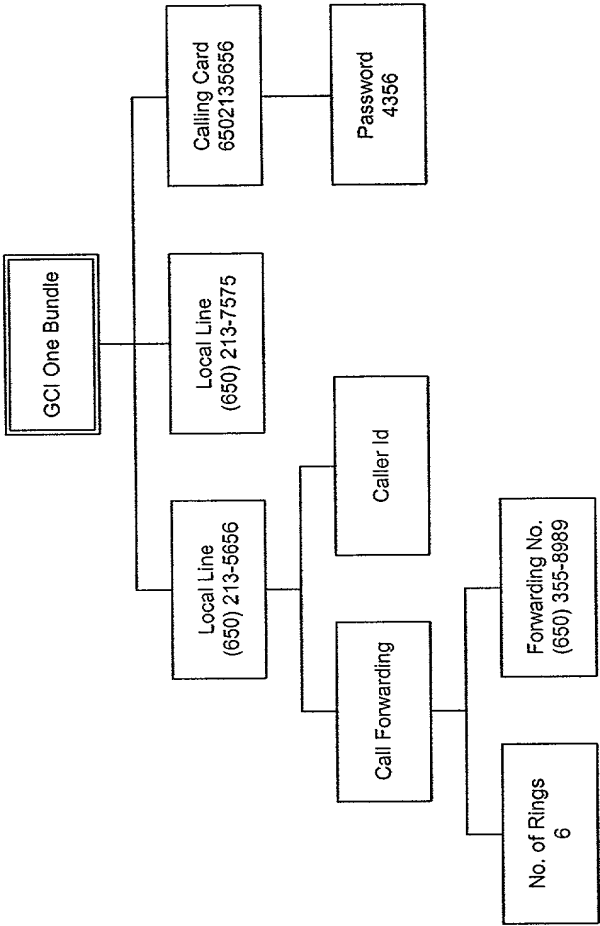 GCI One Bundle
Local Line
(650) 213-5656
Local Line
(650) 213-7575
Calling Card
6502135656
Call Forwarding
Caller Id
Password
4356
No. of Rings
6
Forwarding No.
(650) 355-8989